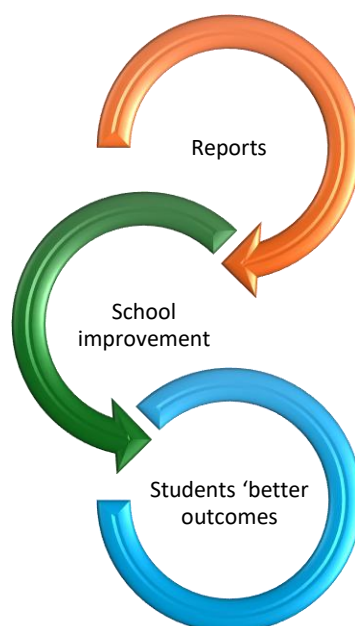 Reports
School
improvement
Students ‘better
outcomes